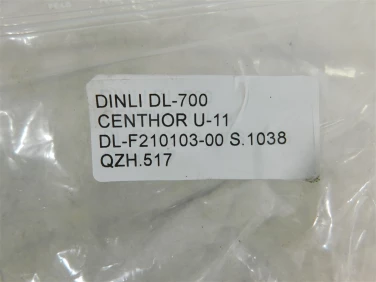 DINLI DL-700
CENTHOR U-11
DL-F210103-00 S.1038
QZH.517